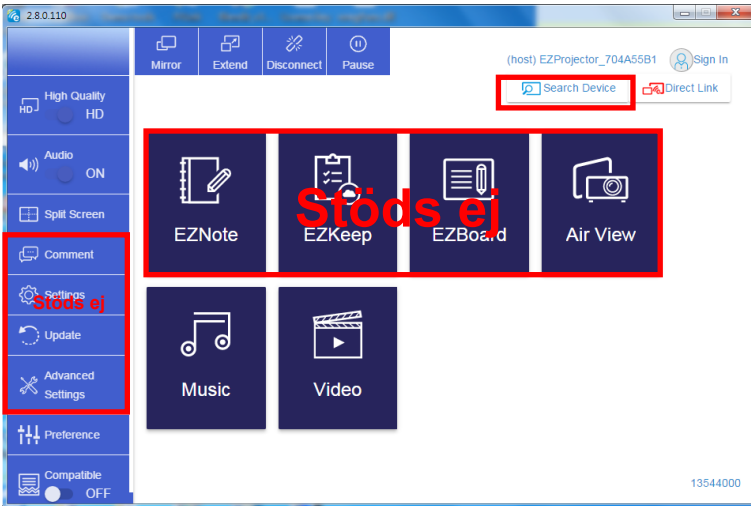 2.8.0.110
Mirror
Extend
Disconnect
Pause
(host) EZProjector_704A55B1
Sign In
Search Device
Direct Link
High Quality
HD
HD
Audio
ON
Split Screen
Comment
Settings
Stöds ej
Update
Advanced
Settings
Preference
Compatible
OFF
EZNote
EZKeep
EZBoard
Air View
Stöds ej
Music
Video
13544000